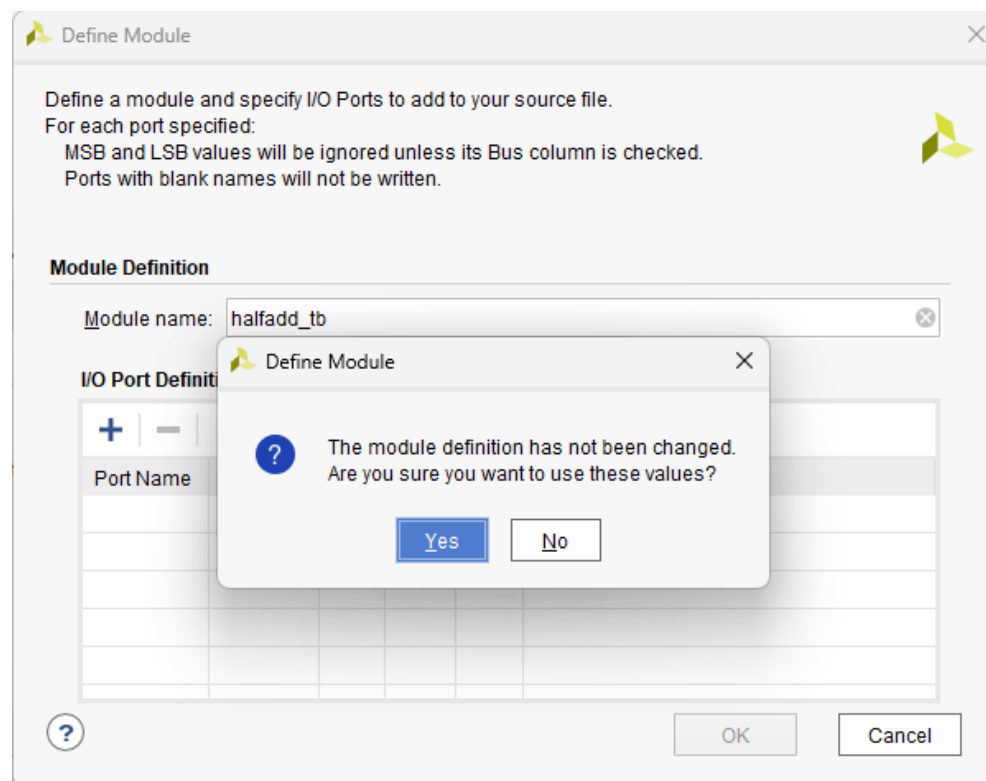 Define Module
Define a module and specify I/O Ports to add to your source file.
For each port specified:
MSB and LSB values will be ignored unless its Bus column is checked.
Ports with blank names will not be written.
Module Definition
Module name: halfadd_tb
Define Module
I/O Port Definiti
? The module definition has not been changed.
Are you sure you want to use these values?
Port Name
Yes No
? OK Cancel